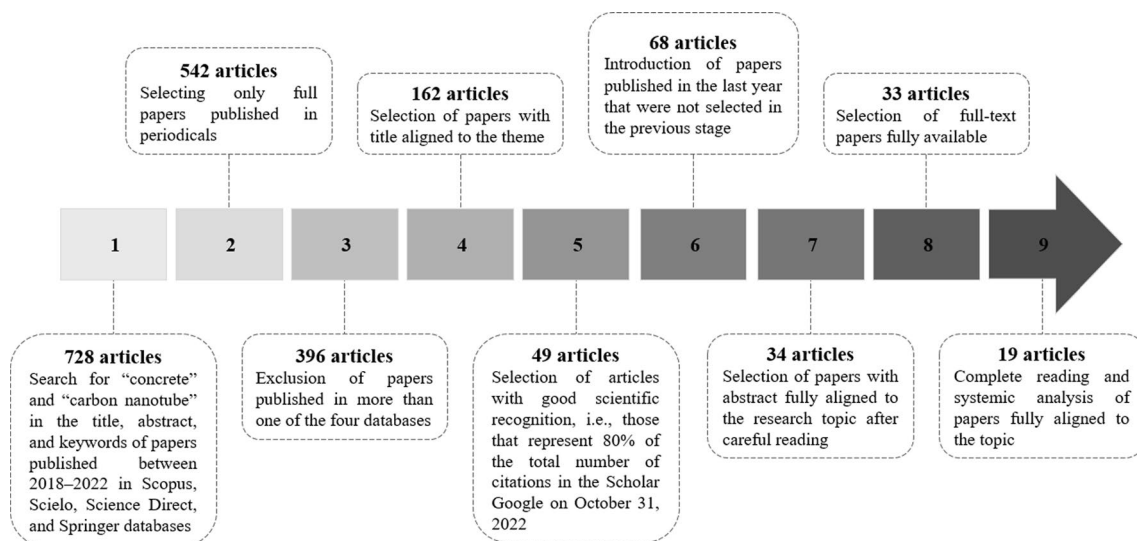 542 articles
Selecting only full
papers published in
periodicals
162 articles
Selection of papers with
title aligned to the theme
68 articles
Introduction of papers
published in the last year
that were not selected in
the previous stage
33 articles
Selection of full-text
papers fully available
1
2
3
4
5
6
7
8
9
728 articles
Search for “concrete”
and “carbon nanotube”
in the title, abstract,
and keywords of papers
published between
2018–2022 in Scopus,
Scielo, Science Direct,
and Springer databases
396 articles
Exclusion of papers
published in more than
one of the four databases
49 articles
Selection of articles
with good scientific
recognition, i.e., those
that represent 80% of
the total number of
citations in the Scholar
Google on October 31,
2022
34 articles
Selection of papers with
abstract fully aligned to
the research topic after
careful reading
19 articles
Complete reading and
systemic analysis of
papers fully aligned to
the topic